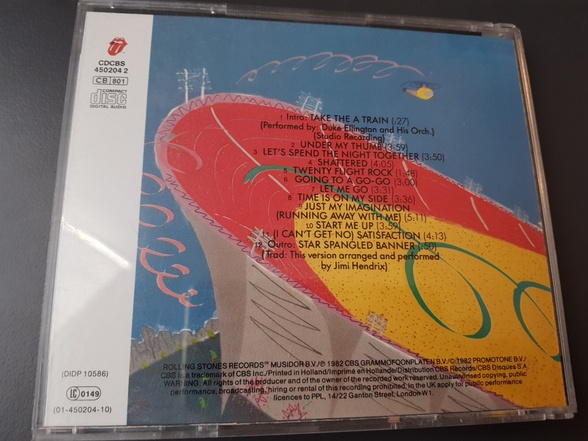 CDCBS
450204 2
CB 801
COMPACT
disc
DIGITAL AUDIO
1 Intro: TAKE THE A TRAIN (:27)
(Performed by: Duke Ellington and His Orch.)
(Studio Recording)
2 UNDER MY THUMB (3:59)
3 LET'S SPEND THE NIGHT TOGETHER (3:50)
4 SHATTERED (4:05)
5 TWENTY FLIGHT ROCK (1:48)
6 GOING TO A GO-GO (3:00)
7 LET ME GO (3:31)
8 TIME IS ON MY SIDE (3:36)
9 JUST MY IMAGINATION
(RUNNING AWAY WITH ME) (5:11)
10 START ME UP (3:59)
11 (I CAN'T GET NO) SATISFACTION (4:13)
12 Outro: STAR SPANGLED BANNER (:50)
(Trad: This version arranged and performed
by Jimi Hendrix)
ROLLING STONES RECORDS™ MUSIDOR B.V./℗ 1982 CBS GRAMMOFOONPLATEN B.V./© 1982 PROMOTONE B.V./
CBS is a trademark of CBS Inc./Printed in Holland/Imprimé en Hollande/Distribution CBS Records/CBS Disques S.A.
WARNING: All rights of the producer and of the owner of the recorded work reserved. Unauthorised copying, public
performance, broadcasting, hiring or rental of this recording prohibited. In the UK apply for public performance
licences to PPL, 14/22 Ganton Street, London W1.
(DIDP 10586)
LC 0149
(01-450204-10)